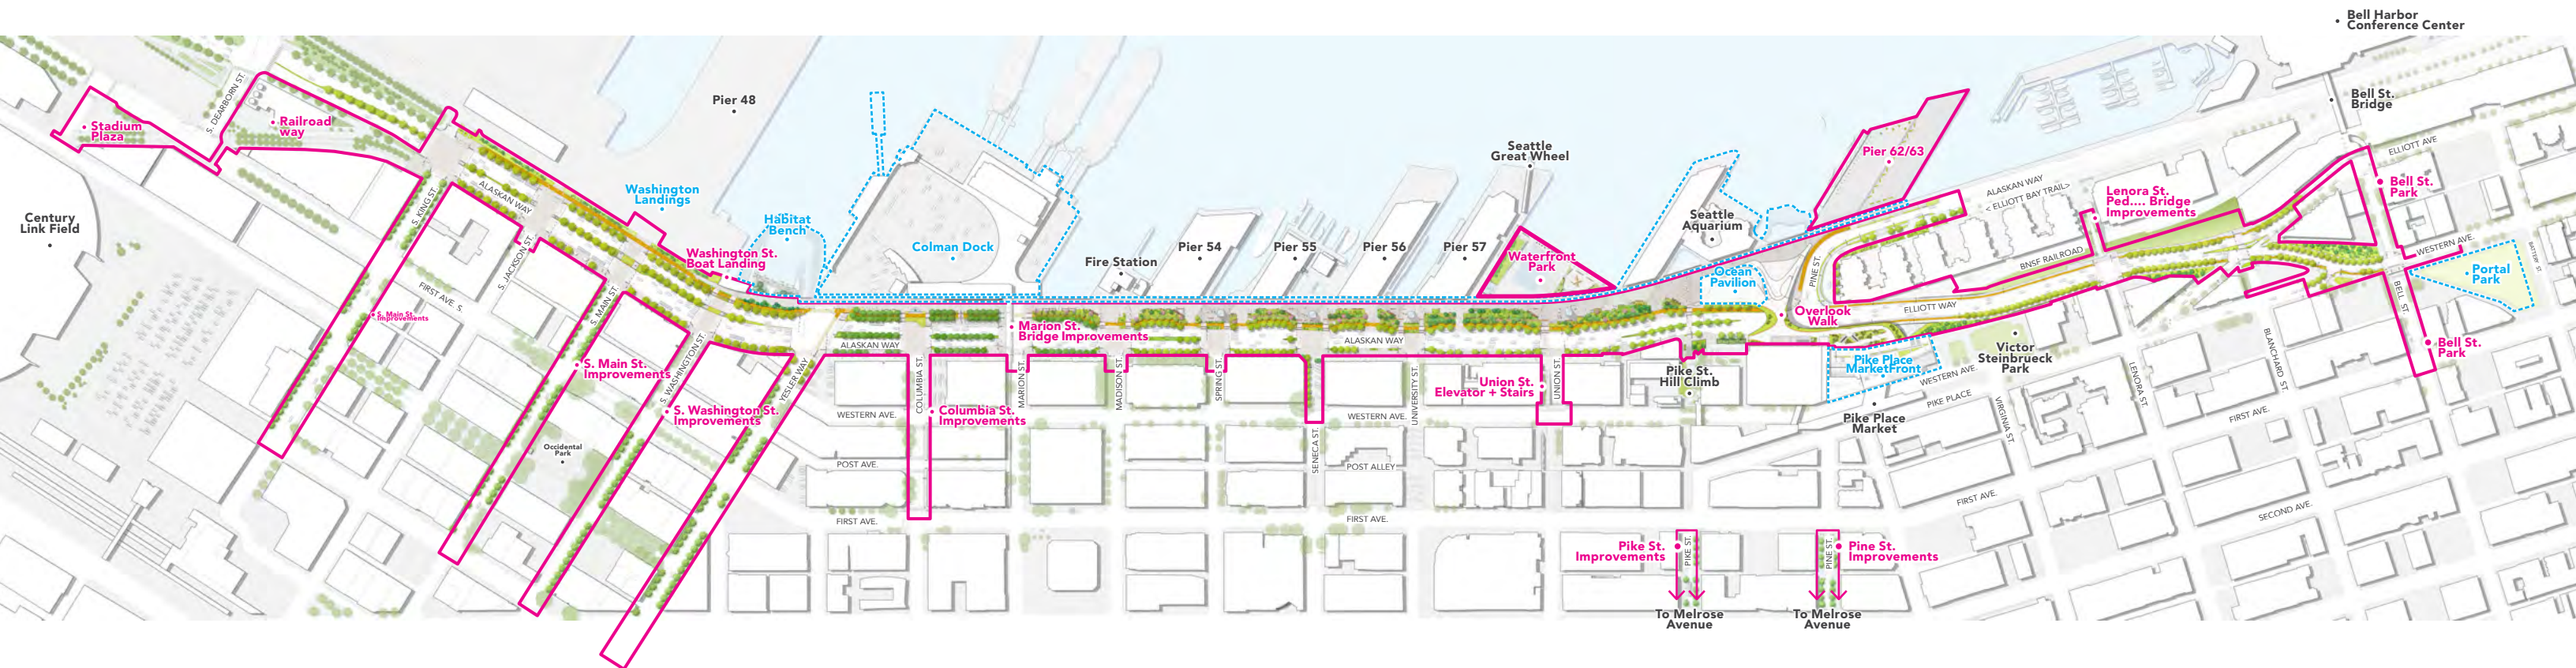 Bell Harbor
Conference Center
Bell St.
Bridge
Pier 48
S. DEARBORN ST.
Stadium
Plaza
Railroad
way
Century
Link Field
S. KING ST.
ALASKAN WAY
S. JACKSON ST.
FIRST AVE. S.
S. Main St.
Improvements
S. MAIN ST.
S. Main St.
Improvements
Occidental
Park
S. WASHINGTON ST.
S. Washington St.
Improvements
YESLER WAY
Washington
Landings
Washington St.
Boat Landing
Habitat
Bench
Colman Dock
Fire Station
Pier 54
Pier 55
Pier 56
Pier 57
Seattle
Great Wheel
Waterfront
Park
Seattle
Aquarium
Ocean
Pavilion
Pier 62/63
PINE ST.
Overlook
Walk
ALASKAN WAY
< ELLIOTT BAY TRAIL>
BNSF RAILROAD
ELLIOTT WAY
Lenora St.
Ped.... Bridge
Improvements
ELLIOTT AVE
Bell St.
Park
WESTERN AVE.
BATTERY ST.
Portal
Park
BELL ST.
Bell St.
Park
ALASKAN WAY
Marion St.
Bridge Improvements
ALASKAN WAY
COLUMBIA ST.
MARION ST.
MADISON ST.
SPRING ST.
SENECA ST.
UNIVERSITY ST.
UNION ST.
WESTERN AVE.
Columbia St.
Improvements
WESTERN AVE.
Union St.
Elevator + Stairs
Pike St.
Hill Climb
Pike Place
MarketFront
WESTERN AVE.
PIKE PLACE
Pike Place
Market
Victor
Steinbrueck
Park
VIRGINIA ST.
LENORA ST.
BLANCHARD ST.
POST AVE.
POST ALLEY
FIRST AVE.
FIRST AVE.
FIRST AVE.
FIRST AVE.
SECOND AVE.
Pike St.
Improvements
PIKE ST.
PINE ST.
Pine St.
Improvements
To Melrose
Avenue
To Melrose
Avenue